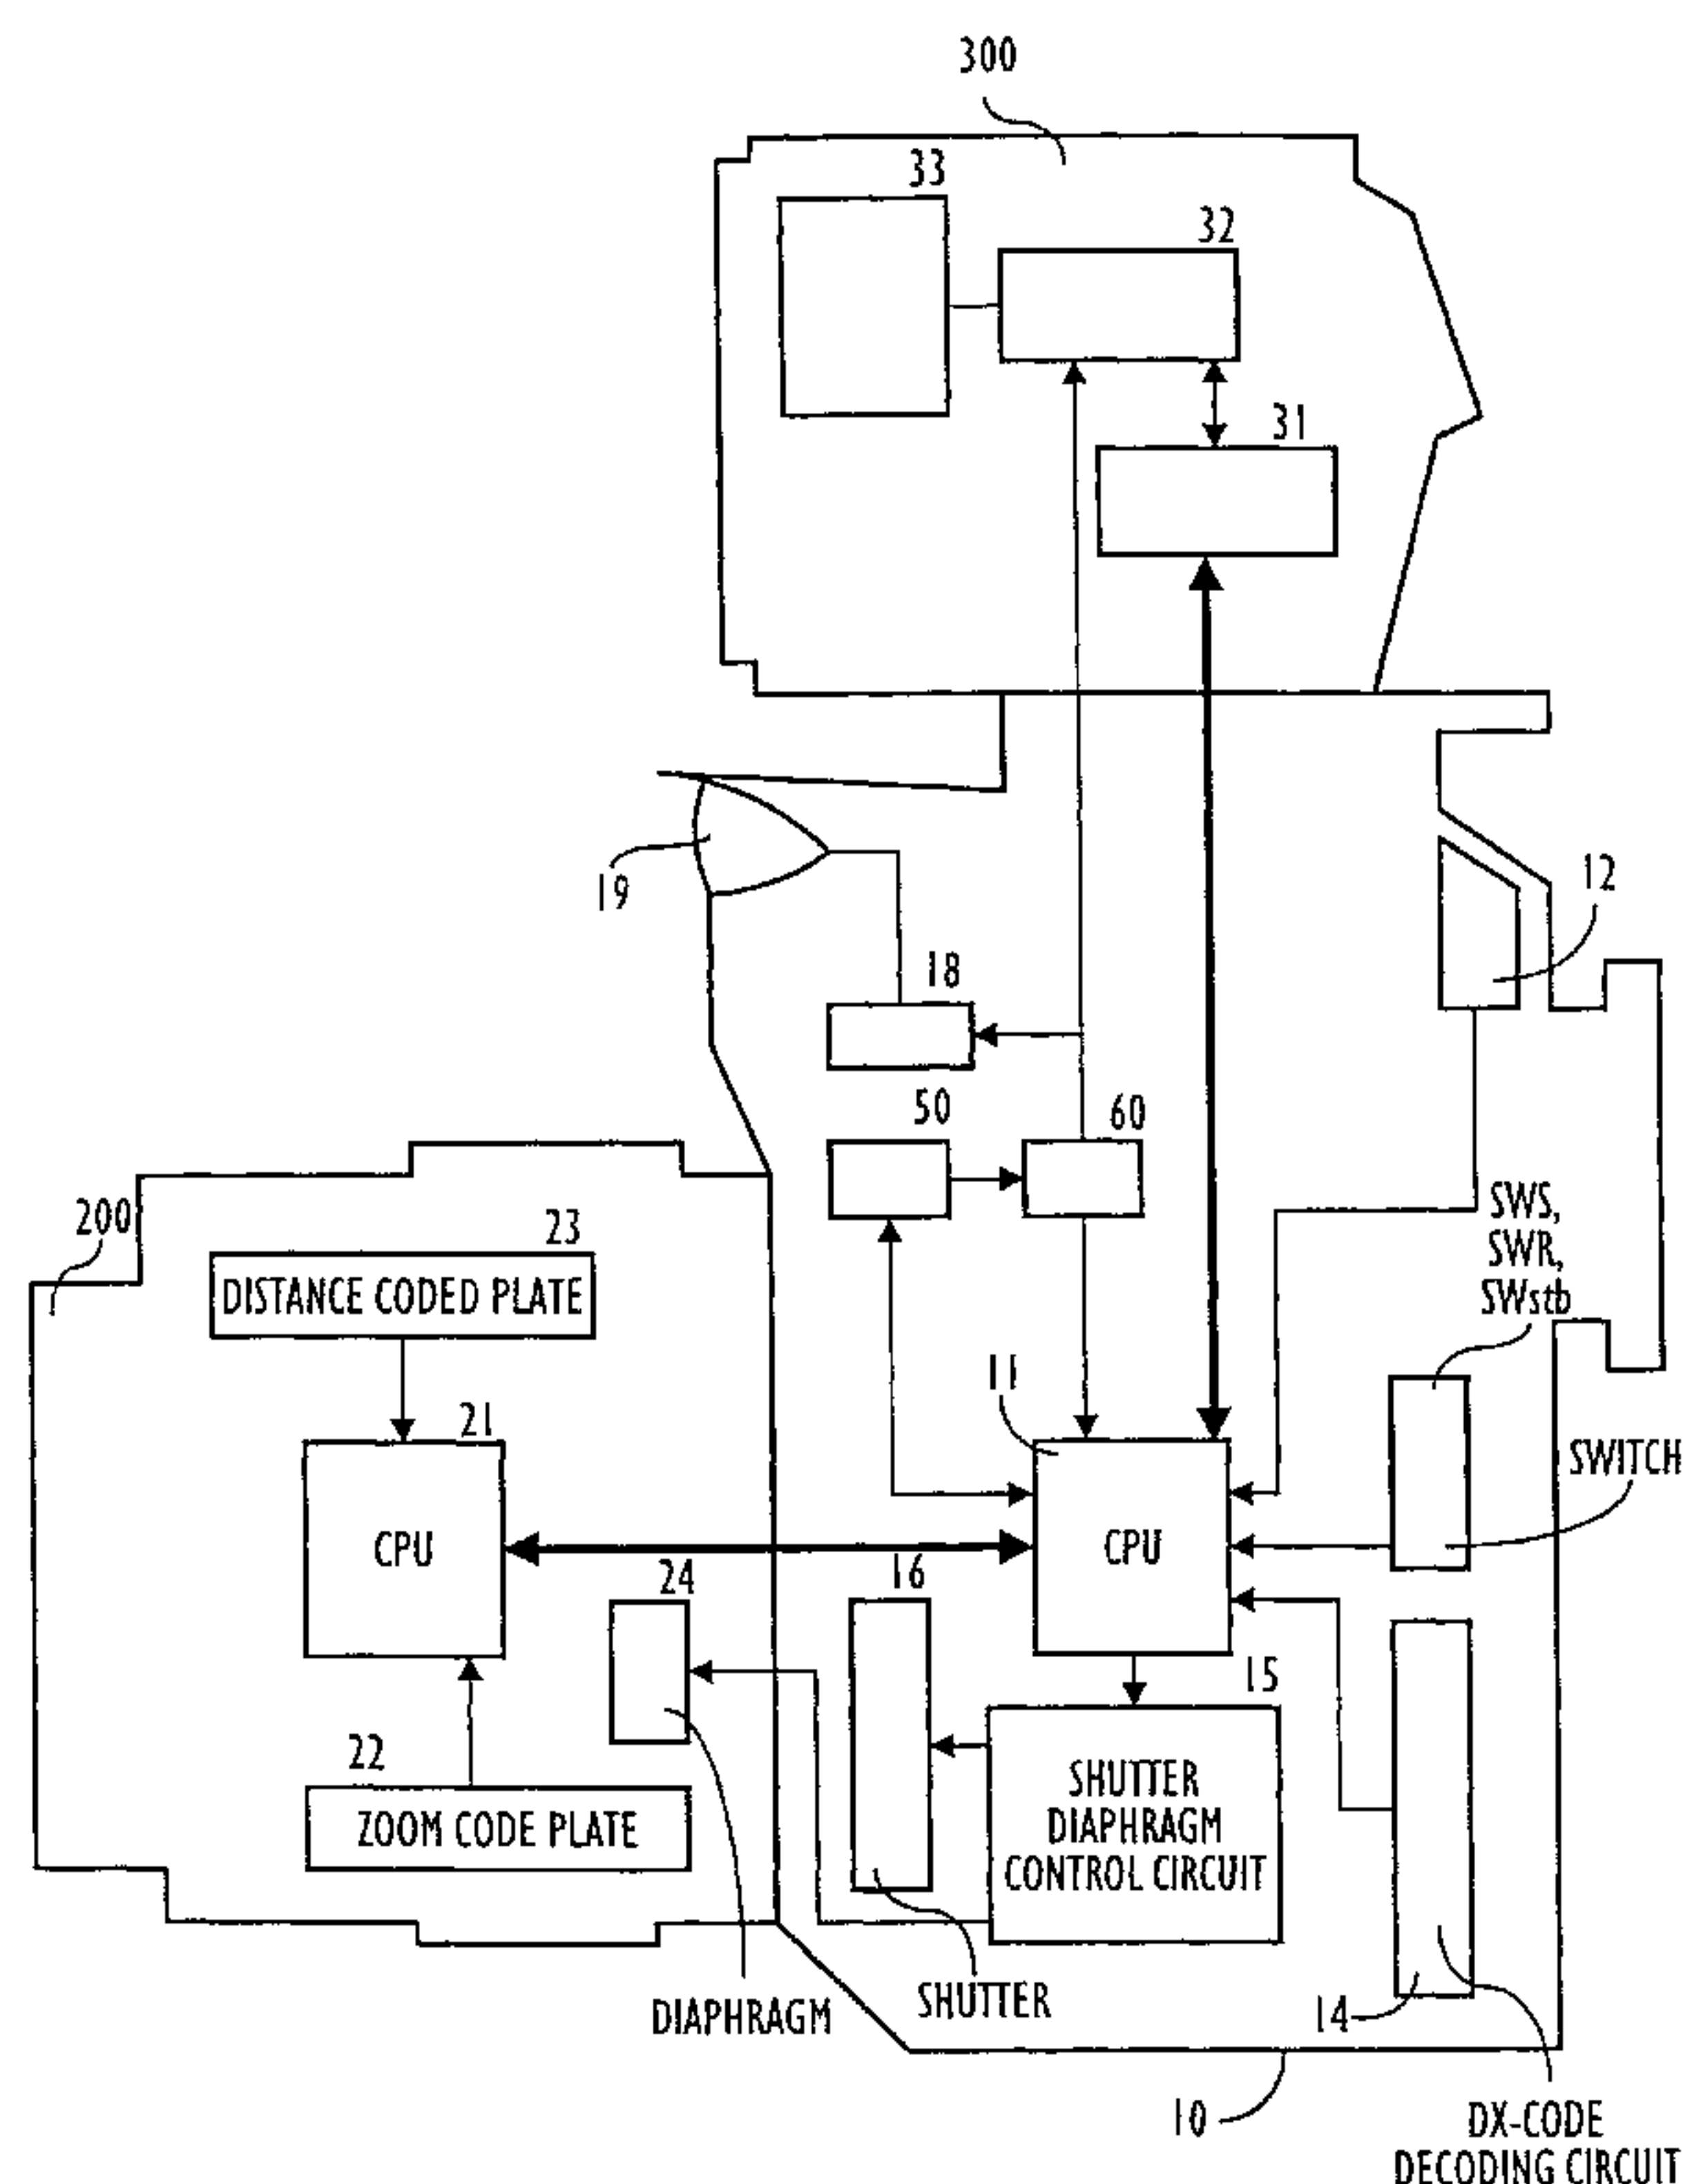 300
33
32
31
19
12
18
50
60
SWS,
SWR,
SWstb
200
23
DISTANCE CODED PLATE
11
21
SWITCH
CPU
CPU
24
16
15
22
ZOOM CODE PLATE
SHUTTER
DIAPHRAGM
CONTROL CIRCUIT
DIAPHRAGM
SHUTTER
14
10
DX-CODE
DECODING CIRCUIT